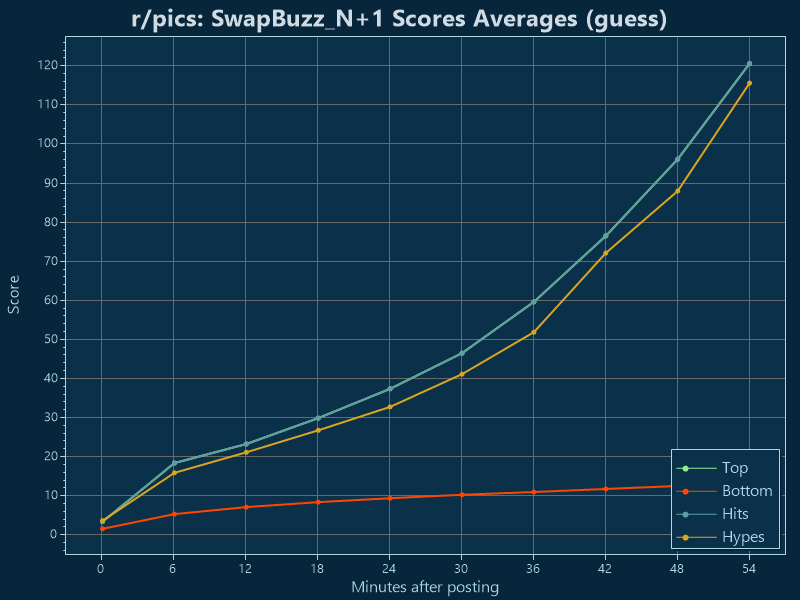 r/pics: SwapBuzz_N+1 Scores Averages (guess)
120
110
100
90
80
70
60
50
40
30
20
10
0
Score
Top
Bottom
Hits
Hypes
0 6 12 18 24 30 36 42 48 54
Minutes after posting